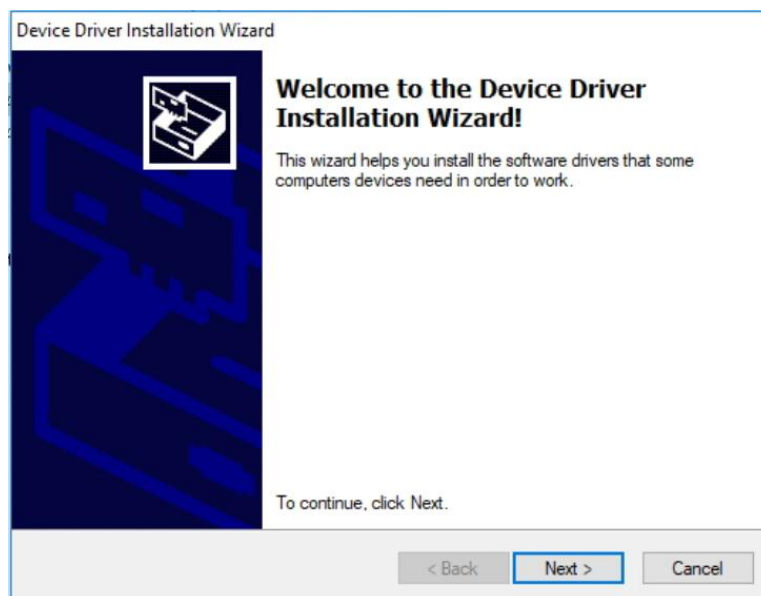 Device Driver Installation Wizard
Welcome to the Device Driver
Installation Wizard!
This wizard helps you install the software drivers that some
computers devices need in order to work.
To continue, click Next.
< Back
Next >
Cancel